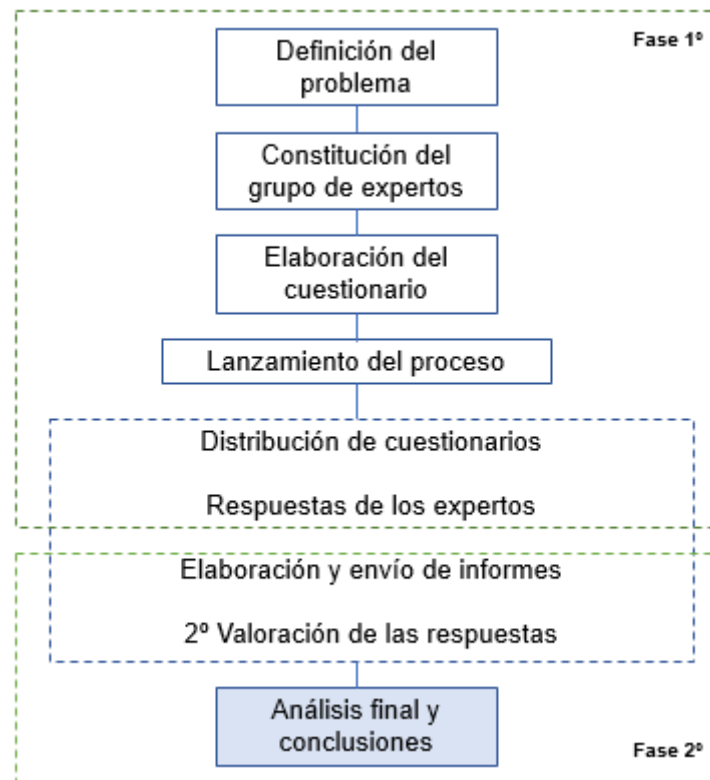 Fase 1º
Definición del
problema
Constitución del
grupo de expertos
Elaboración del
cuestionario
Lanzamiento del proceso
Distribución de cuestionarios
Respuestas de los expertos
Elaboración y envío de informes
2º Valoración de las respuestas
Análisis final y
conclusiones
Fase 2º